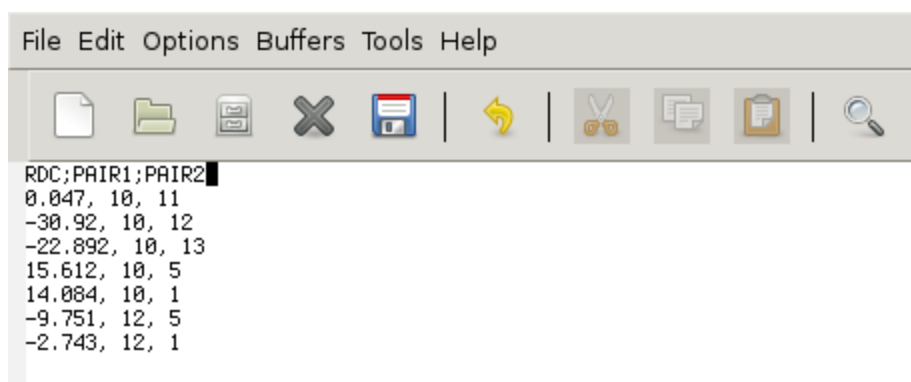 File Edit Options Buffers Tools Help
RDC;PAIR1;PAIR2
0.047, 10, 11
-30.92, 10, 12
-22.892, 10, 13
15.612, 10, 5
14.084, 10, 1
-9.751, 12, 5
-2.743, 12, 1